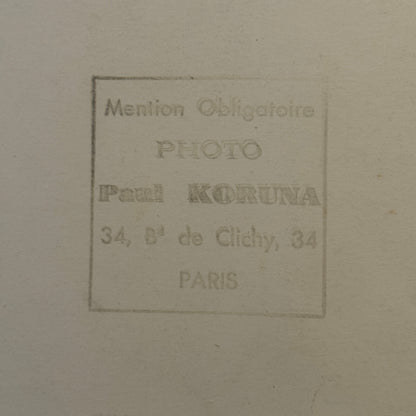 Mention Obligatoire
PHOTO
Paul KORUNA
34, Bd de Clichy, 34
PARIS